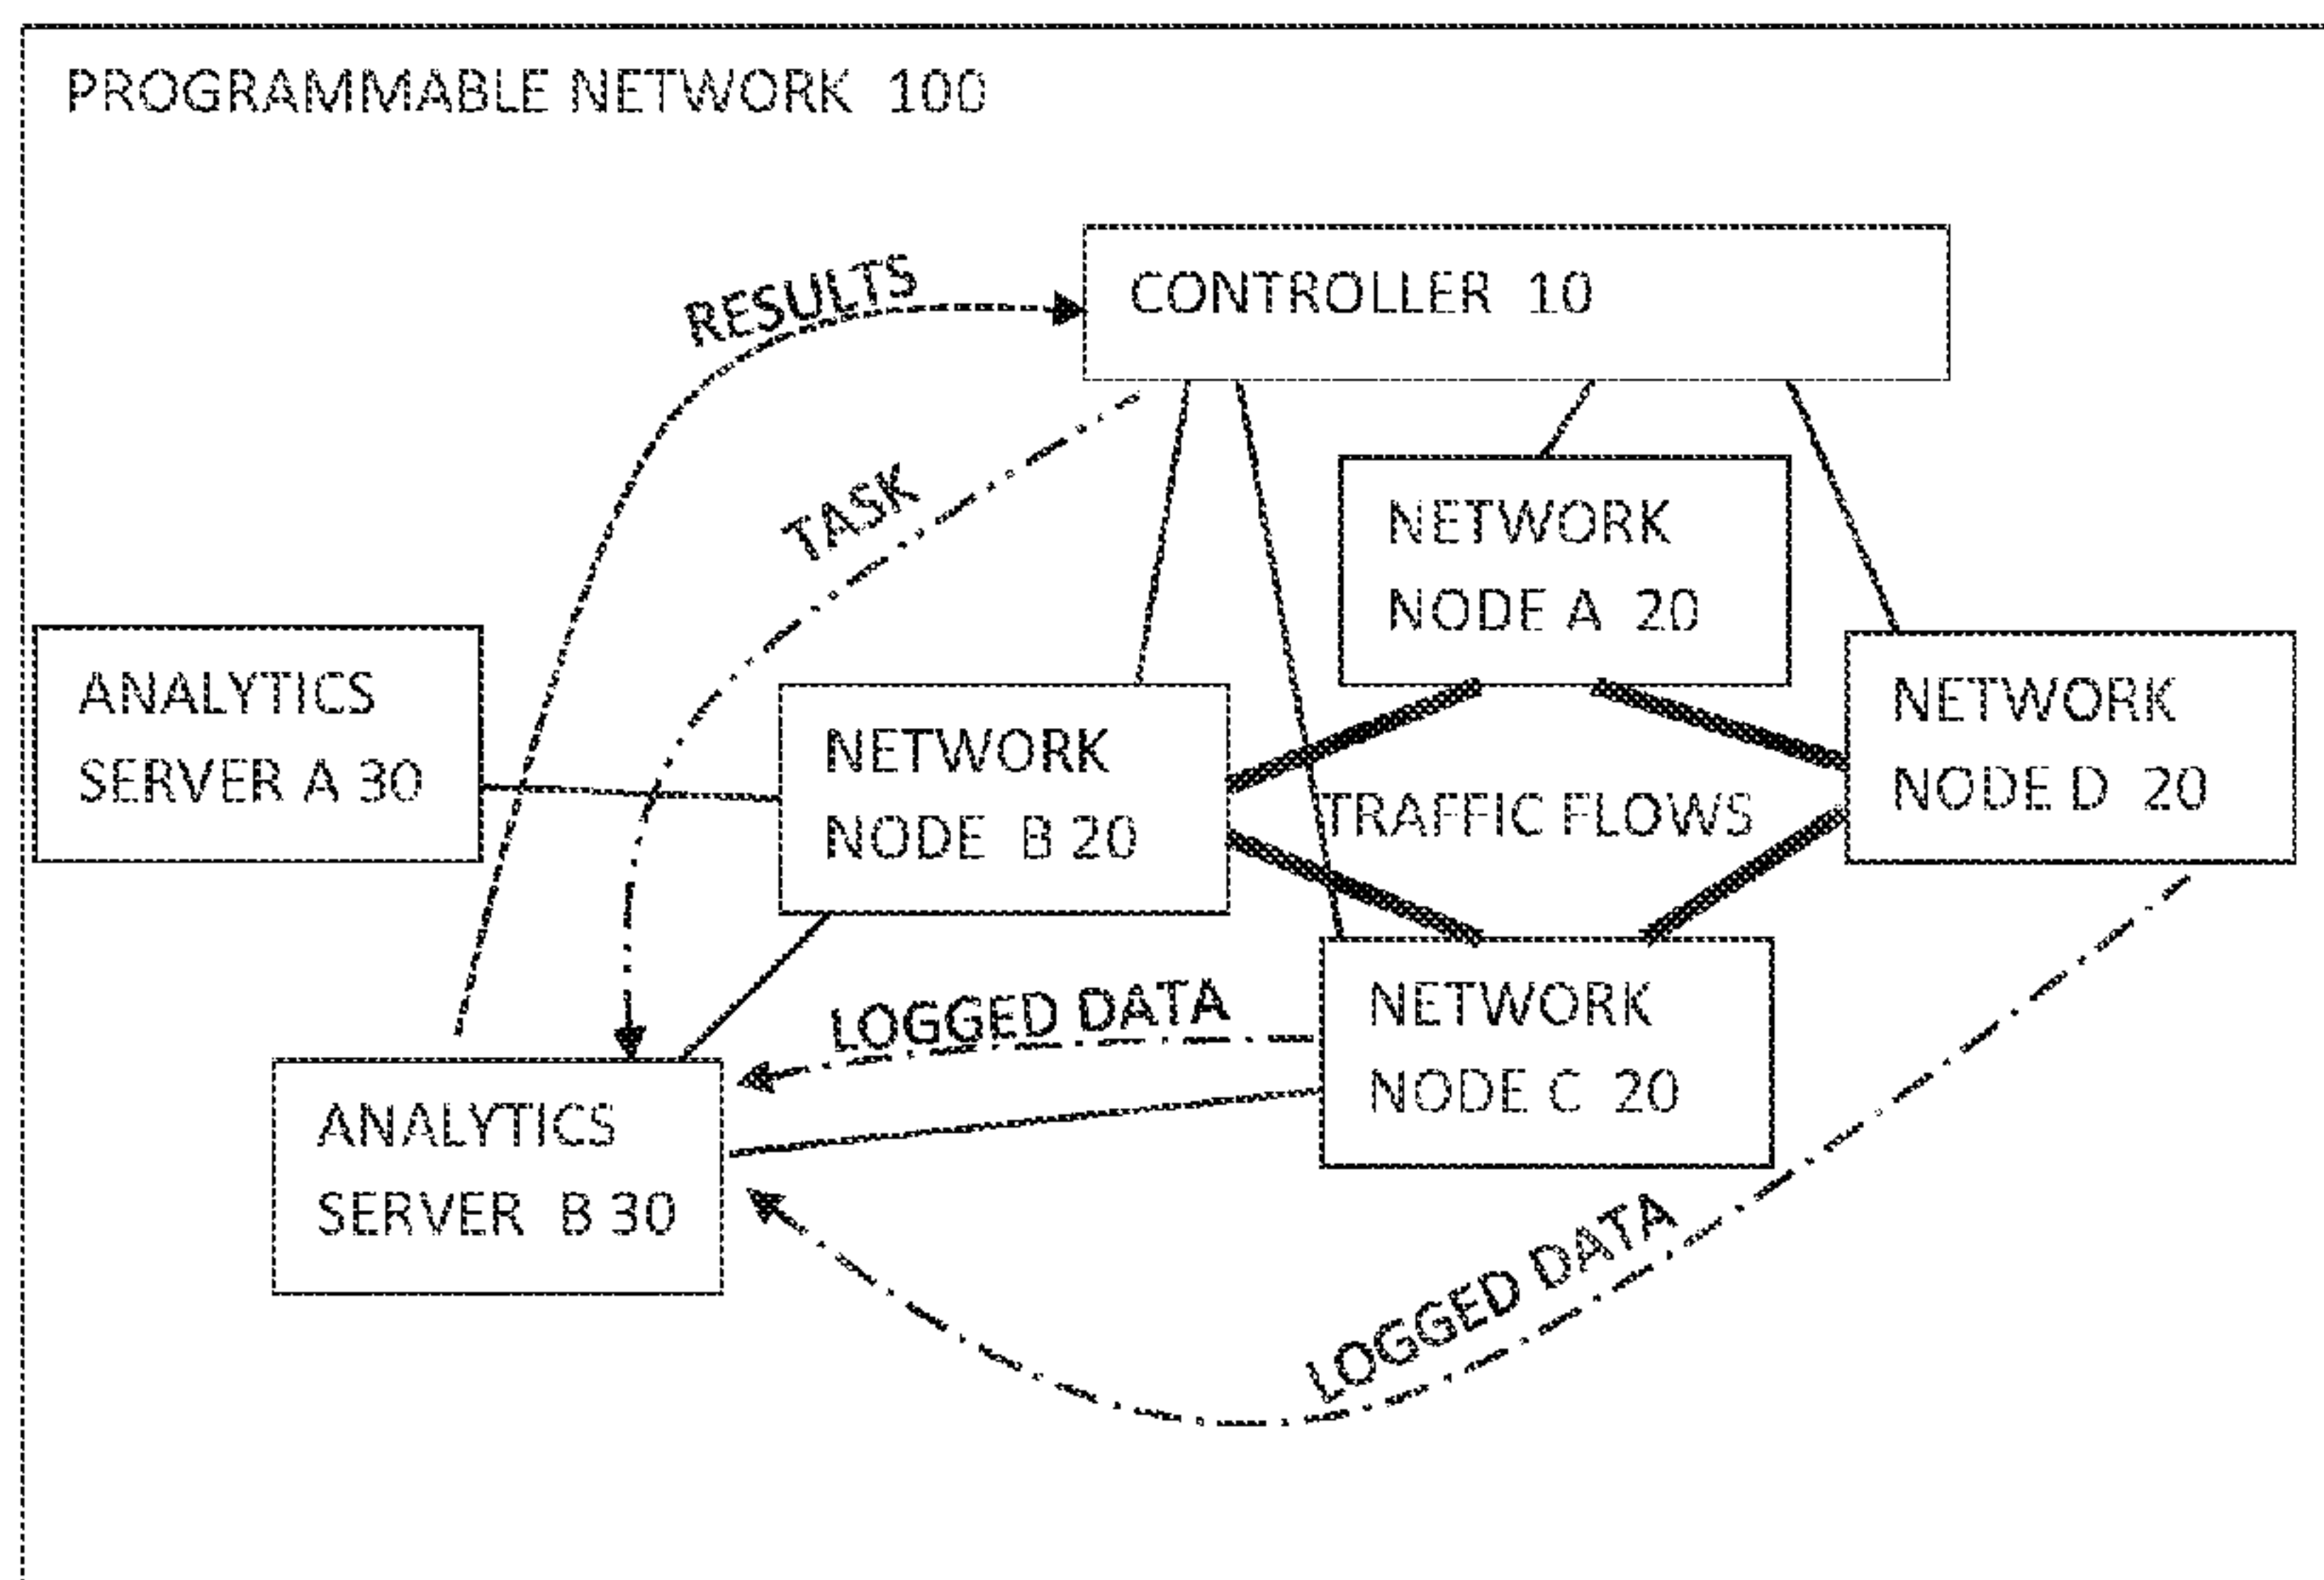 PROGRAMMABLE NETWORK 100
RESULTS
CONTROLLER 10
TASK
NETWORK
NODE A 20
ANALYTICS
SERVER A 30
NETWORK
NODE B 20
TRAFFIC FLOWS
NETWORK
NODE D 20
LOGGED DATA
NETWORK
NODE C 20
ANALYTICS
SERVER B 30
LOGGED DATA